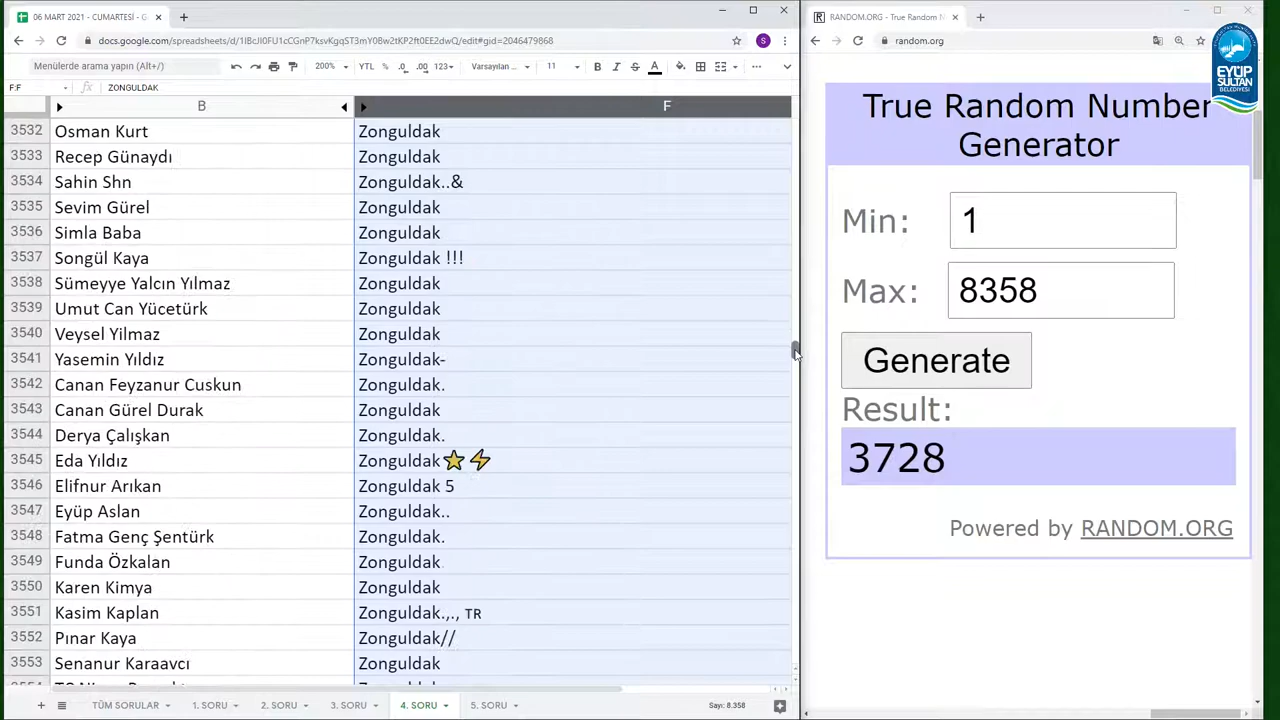 06 MART 2021 - CUMARTESİ - G
docs.google.com/spreadsheets/d/1IBcJI0FU1cCGnP7ksvKgqST3mY0Bw2tKP2ft0EE2dwQ/edit#gid=2046479868
S
Menülerde arama yapın (Alt+/)
200%
YTL
%
.0
.00
123
Varsayılan ...
11
B
I
S
A
F:F
fx
ZONGULDAK
B
F
3532 Osman Kurt Zonguldak
3533 Recep Günaydı Zonguldak
3534 Sahin Shn Zonguldak..&
3535 Sevim Gürel Zonguldak
3536 Simla Baba Zonguldak
3537 Songül Kaya Zonguldak !!!
3538 Sümeyye Yalcın Yılmaz Zonguldak
3539 Umut Can Yücetürk Zonguldak
3540 Veysel Yilmaz Zonguldak
3541 Yasemin Yıldız Zonguldak-
3542 Canan Feyzanur Cuskun Zonguldak.
3543 Canan Gürel Durak Zonguldak
3544 Derya Çalışkan Zonguldak.
3545 Eda Yıldız Zonguldak⭐⚡
3546 Elifnur Arıkan Zonguldak 5
3547 Eyüp Aslan Zonguldak..
3548 Fatma Genç Şentürk Zonguldak.
3549 Funda Özkalan Zonguldak
3550 Karen Kimya Zonguldak
3551 Kasim Kaplan Zonguldak.,., TR
3552 Pınar Kaya Zonguldak//
3553 Senanur Karaavcı Zonguldak
TÜM SORULAR
1. SORU
2. SORU
3. SORU
4. SORU
5. SORU
Sayı: 8.358
RANDOM.ORG - True Random N
random.org
EYÜP
SULTAN
BELEDİYESİ
True Random Number
Generator
Min: 1
Max: 8358
Generate
Result:
3728
Powered by RANDOM.ORG